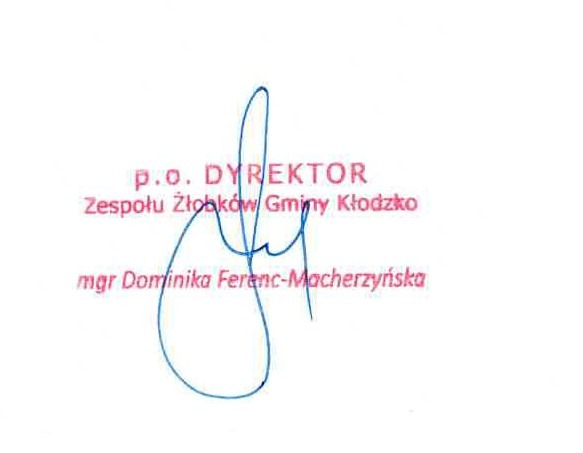 p.o. DYREKTOR
Zespołu Żłobków Gminy Kłodzko
mgr Dominika Ferenc-Macherzyńska